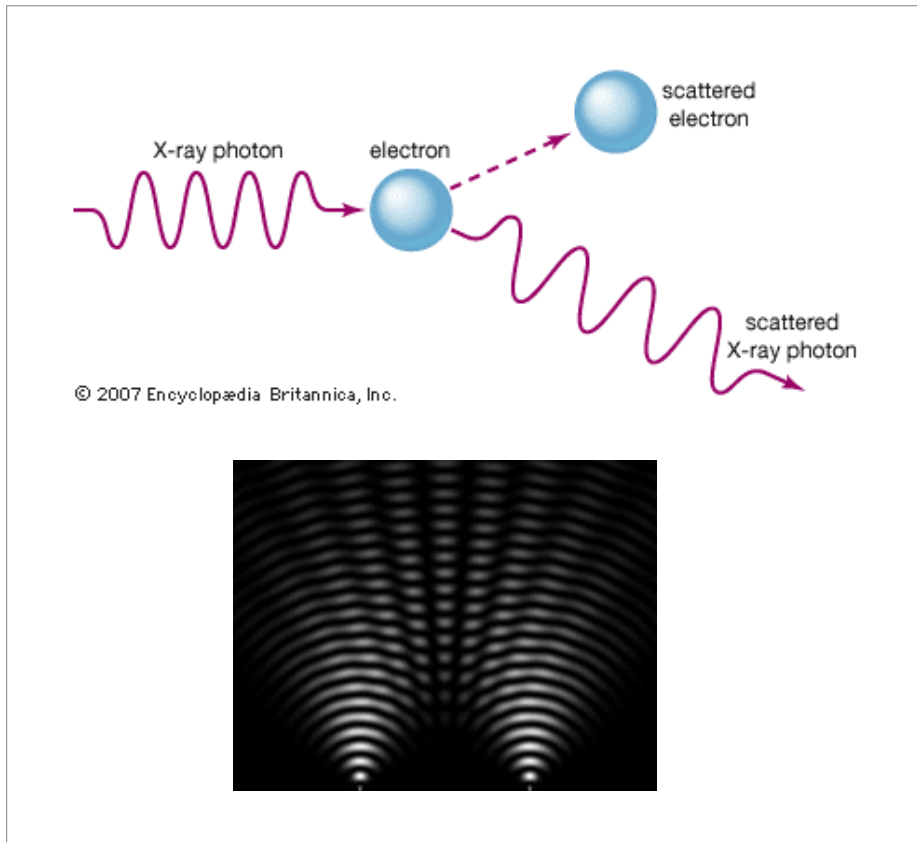 X-ray photon
electron
scattered
electron
scattered
X-ray photon
© 2007 Encyclopædia Britannica, Inc.